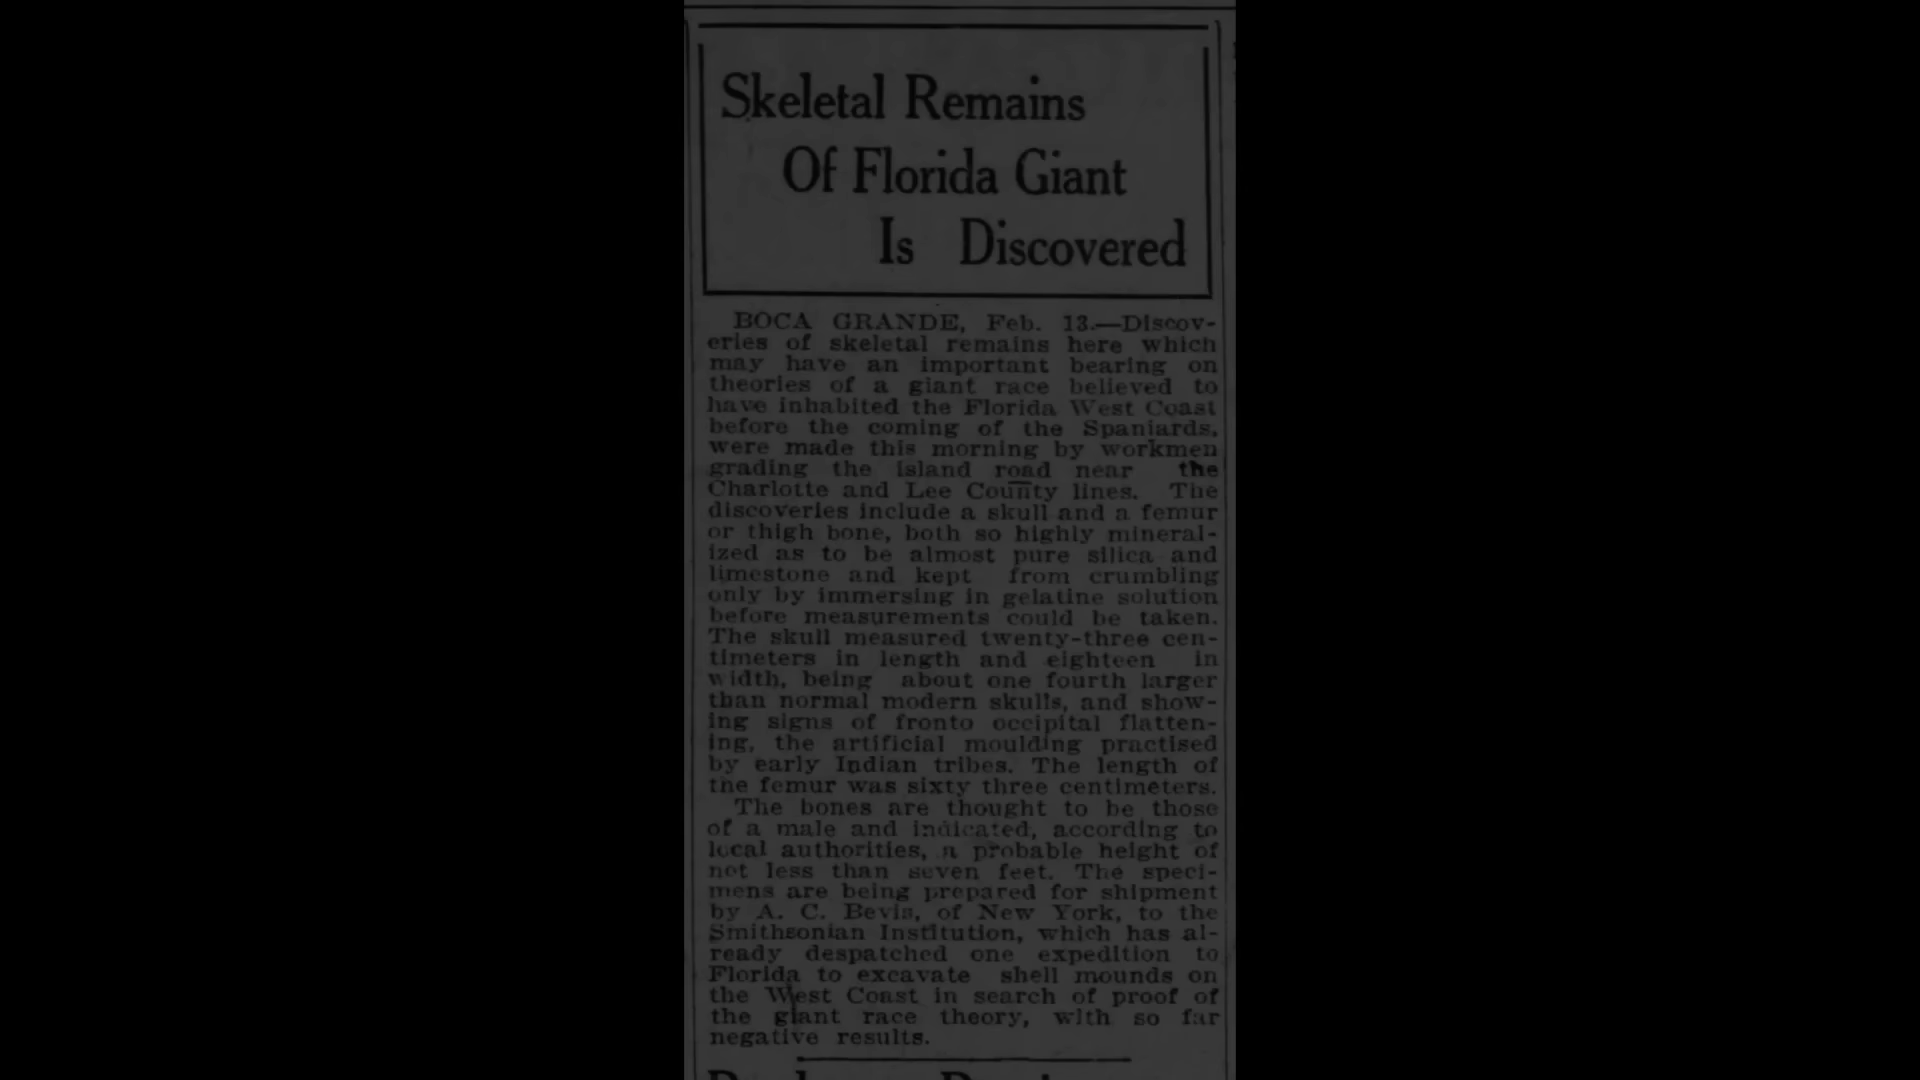 Skeletal Remains
Of Florida Giant
Is Discovered
BOCA GRANDE, Feb. 13.—Discov-
eries of skeletal remains here which
may have an important bearing on
theories of a giant race believed to
have inhabited the Florida West Coast
before the coming of the Spaniards,
were made this morning by workmen
grading the island road near the
Charlotte and Lee County lines. The
discoveries include a skull and a femur
or thigh bone, both so highly mineral-
ized as to be almost pure silica and
limestone and kept from crumbling
only by immersing in gelatine solution
before measurements could be taken.
The skull measured twenty-three cen-
timeters in length and eighteen in
width, being about one fourth larger
than normal modern skulls, and show-
ing signs of fronto occipital flatten-
ing, the artificial moulding practised
by early Indian tribes. The length of
the femur was sixty three centimeters.
The bones are thought to be those
of a male and indicated, according to
local authorities, a probable height of
not less than seven feet. The speci-
mens are being prepared for shipment
by A. C. Bevis, of New York, to the
Smithsonian Institution, which has al-
ready despatched one expedition to
Florida to excavate shell mounds on
the West Coast in search of proof of
the giant race theory, with so far
negative results.